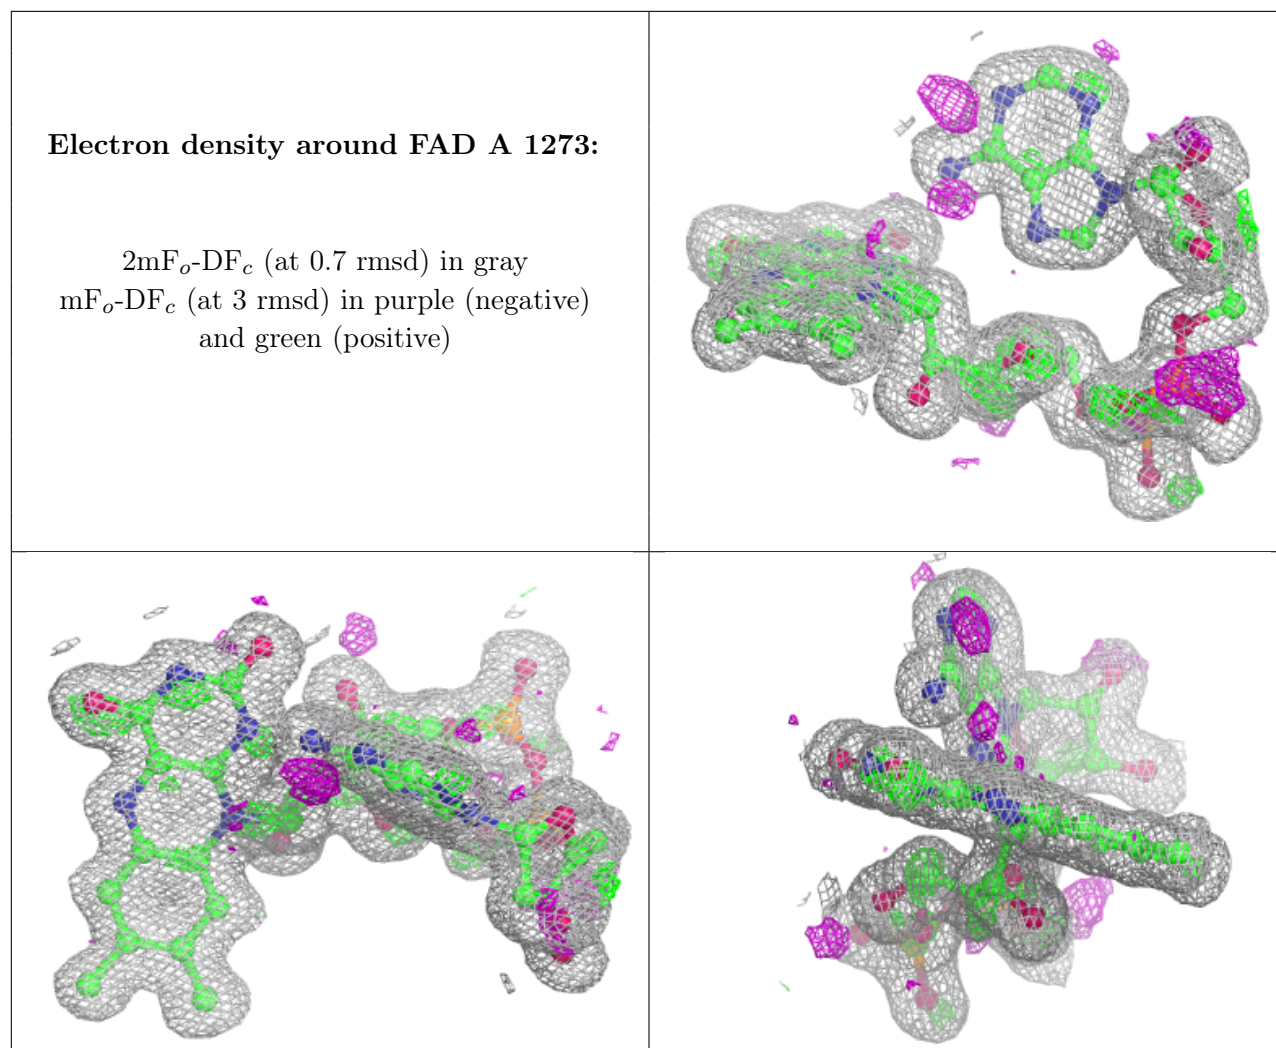 Electron density around FAD A 1273:
2mFo-DFc (at 0.7 rmsd) in gray
mFo-DFc (at 3 rmsd) in purple (negative)
and green (positive)